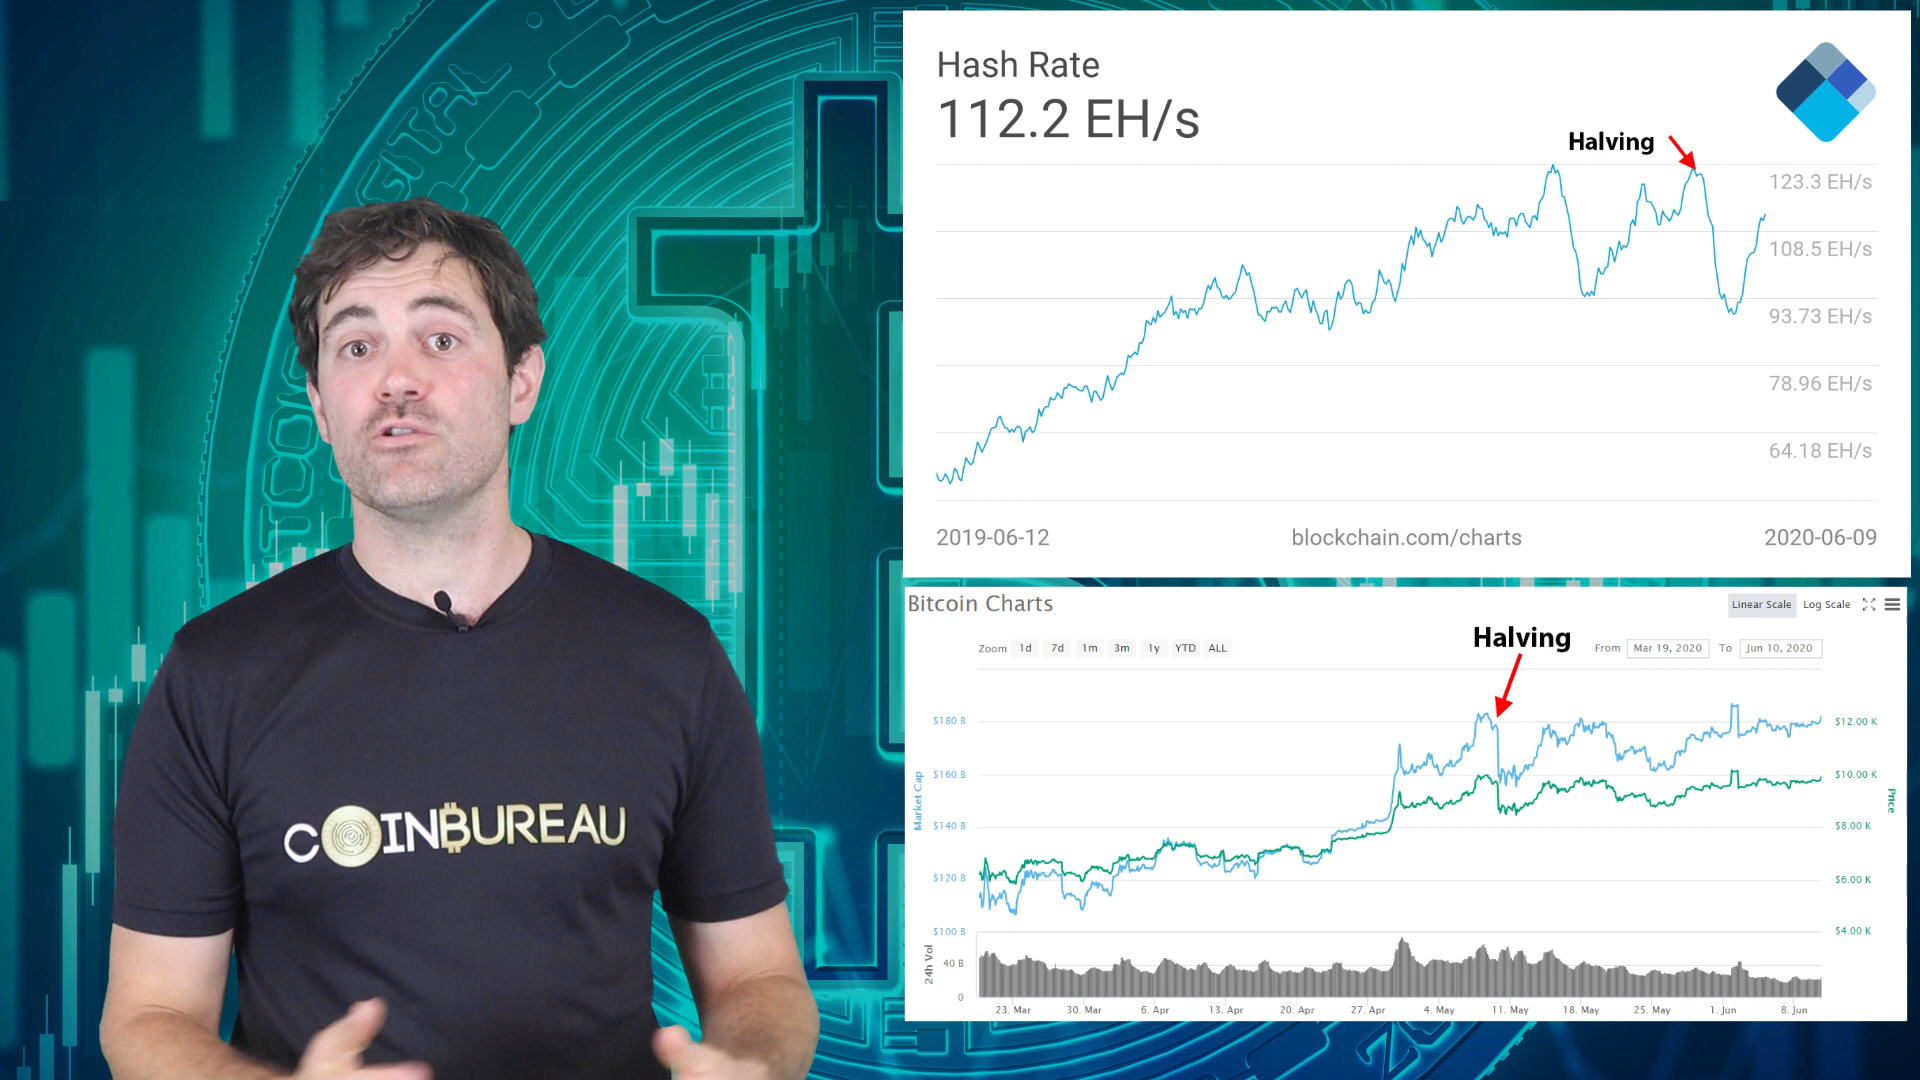 Hash Rate
112.2 EH/s
Halving
123.3 EH/s
108.5 EH/s
93.73 EH/s
78.96 EH/s
64.18 EH/s
2019-06-12 blockchain.com/charts 2020-06-09
Bitcoin Charts
Linear Scale Log Scale
Halving
Zoom 1d 7d 1m 3m 1y YTD ALL From Mar 19, 2020 To Jun 10, 2020
$180 B $12.00 K
$160 B $10.00 K
Market Cap
Price
$140 B $8.00 K
$120 B $6.00 K
$100 B $4.00 K
24h Vol
40 B
0
23. Mar 30. Mar 6. Apr 13. Apr 20. Apr 27. Apr 4. May 11. May 18. May 25. May 1. Jun 8. Jun
COINBUREAU
DIGITAL